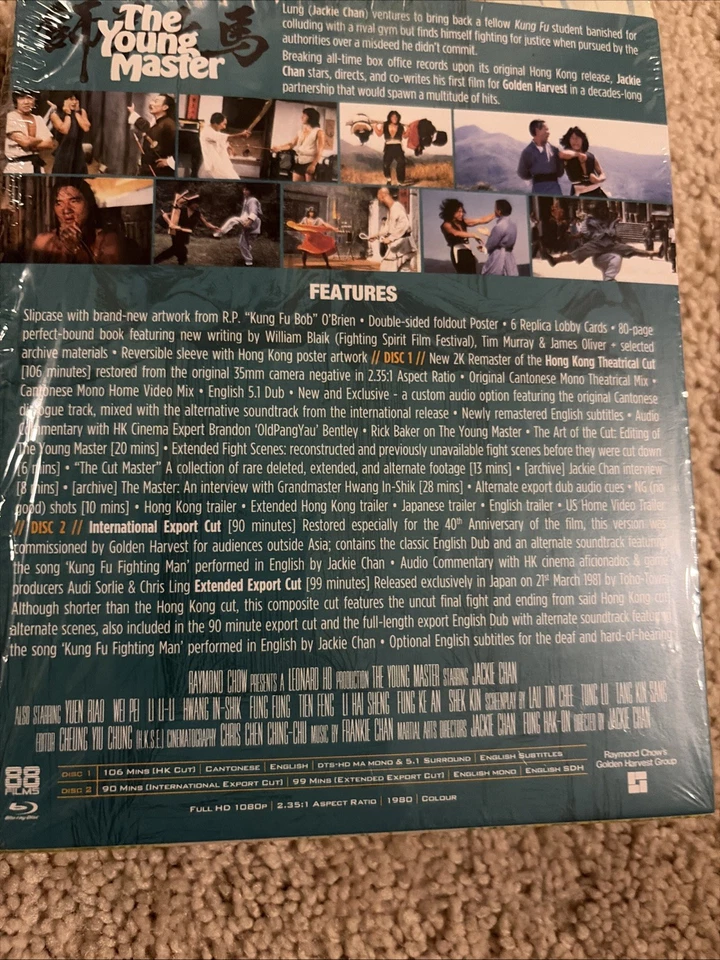 The
Young
Master
師
馬
Lung (Jackie Chan) ventures to bring back a fellow Kung Fu student banished for
colluding with a rival gym but finds himself fighting for justice when pursued by the
authorities over a misdeed he didn't commit.
Breaking all-time box office records upon its original Hong Kong release, Jackie
Chan stars, directs, and co-writes his first film for Golden Harvest in a decades-long
partnership that would spawn a multitude of hits.
FEATURES
Slipcase with brand-new artwork from R.P. "Kung Fu Bob" O'Brien • Double-sided foldout Poster • 6 Replica Lobby Cards • 80-page
perfect-bound book featuring new writing by William Blaik (Fighting Spirit Film Festival), Tim Murray & James Oliver + selected
archive materials • Reversible sleeve with Hong Kong poster artwork // DISC 1 // New 2K Remaster of the Hong Kong Theatrical Cut
[106 minutes] restored from the original 35mm camera negative in 2.35:1 Aspect Ratio • Original Cantonese Mono Theatrical Mix •
Cantonese Mono Home Video Mix • English 5.1 Dub • New and Exclusive - a custom audio option featuring the original Cantonese
dialogue track, mixed with the alternative soundtrack from the international release • Newly remastered English subtitles • Audio
Commentary with HK Cinema Expert Brandon 'OldPangYau' Bentley • Rick Baker on The Young Master • The Art of the Cut: Editing of
The Young Master [20 mins] • Extended Fight Scenes: reconstructed and previously unavailable fight scenes before they were cut down
[6 mins] • "The Cut Master" A collection of rare deleted, extended, and alternate footage [13 mins] • [archive] Jackie Chan interview
[8 mins] • [archive] The Master: An interview with Grandmaster Hwang In-Shik [28 mins] • Alternate export dub audio cues • NG (no
good) shots [10 mins] • Hong Kong trailer • Extended Hong Kong trailer • Japanese trailer • English trailer • US Home Video Trailer
// DISC 2 // International Export Cut [90 minutes] Restored especially for the 40th Anniversary of the film, this version was
commissioned by Golden Harvest for audiences outside Asia; contains the classic English Dub and an alternate soundtrack featuring
the song 'Kung Fu Fighting Man' performed in English by Jackie Chan • Audio Commentary with HK cinema aficionados & game
producers Audi Sorlie & Chris Ling Extended Export Cut [99 minutes] Released exclusively in Japan on 21st March 1981 by Toho-Towa
Although shorter than the Hong Kong cut, this composite cut features the uncut final fight and ending from said Hong Kong cut,
alternate scenes, also included in the 90 minute export cut and the full-length export English Dub with alternate soundtrack featuring
the song 'Kung Fu Fighting Man' performed in English by Jackie Chan • Optional English subtitles for the deaf and hard-of-hearing
RAYMOND CHOW PRESENTS A LEONARD HO PRODUCTION THE YOUNG MASTER STARRING JACKIE CHAN
ALSO STARRING YUEN BIAO WEI PEI LI LI-LI HWANG IN-SHIK FUNG FUNG TIEN FENG LI HAI SHENG FUNG KE AN SHEK KIN SCREENPLAY BY LAU TIN CHEE TUNG LU TANG KIN-SANG
EDITOR CHEUNG YIU CHUNG [H.K.S.E.] CINEMATOGRAPHY CHRIS CHEN CHING-CHU MUSIC BY FRANKIE CHAN MARTIAL ARTS DIRECTORS JACKIE CHAN FUNG HAK-ON DIRECTED BY JACKIE CHAN
88 FILMS
Blu-ray Disc
DISC 1 | 106 MINS (HK CUT) | CANTONESE | ENGLISH | DTS-HD MA MONO & 5.1 SURROUND | ENGLISH SUBTITLES
DISC 2 | 90 MINS (INTERNATIONAL EXPORT CUT) | 99 MINS (EXTENDED EXPORT CUT) | ENGLISH MONO | ENGLISH SDH
FULL HD 1080P | 2.35:1 ASPECT RATIO | 1980 | COLOUR
Raymond Chow's
Golden Harvest Group